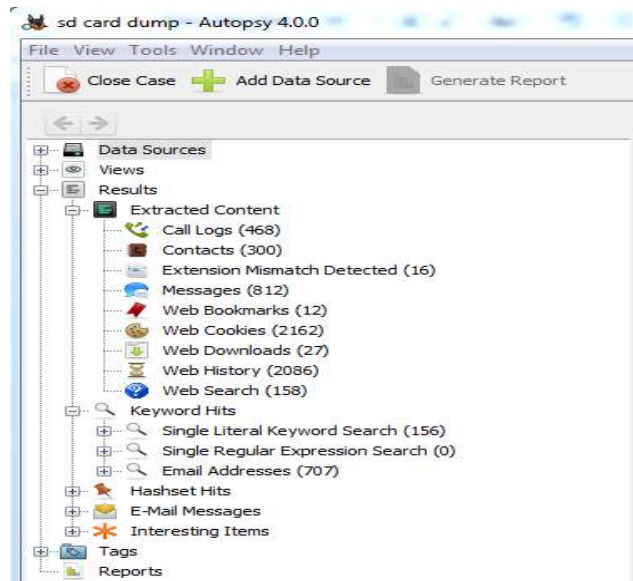 sd card dump - Autopsy 4.0.0
File View Tools Window Help
Close Case Add Data Source Generate Report
Data Sources
Views
Results
Extracted Content
Call Logs (468)
Contacts (300)
Extension Mismatch Detected (16)
Messages (812)
Web Bookmarks (12)
Web Cookies (2162)
Web Downloads (27)
Web History (2086)
Web Search (158)
Keyword Hits
Single Literal Keyword Search (156)
Single Regular Expression Search (0)
Email Addresses (707)
Hashset Hits
E-Mail Messages
Interesting Items
Tags
Reports